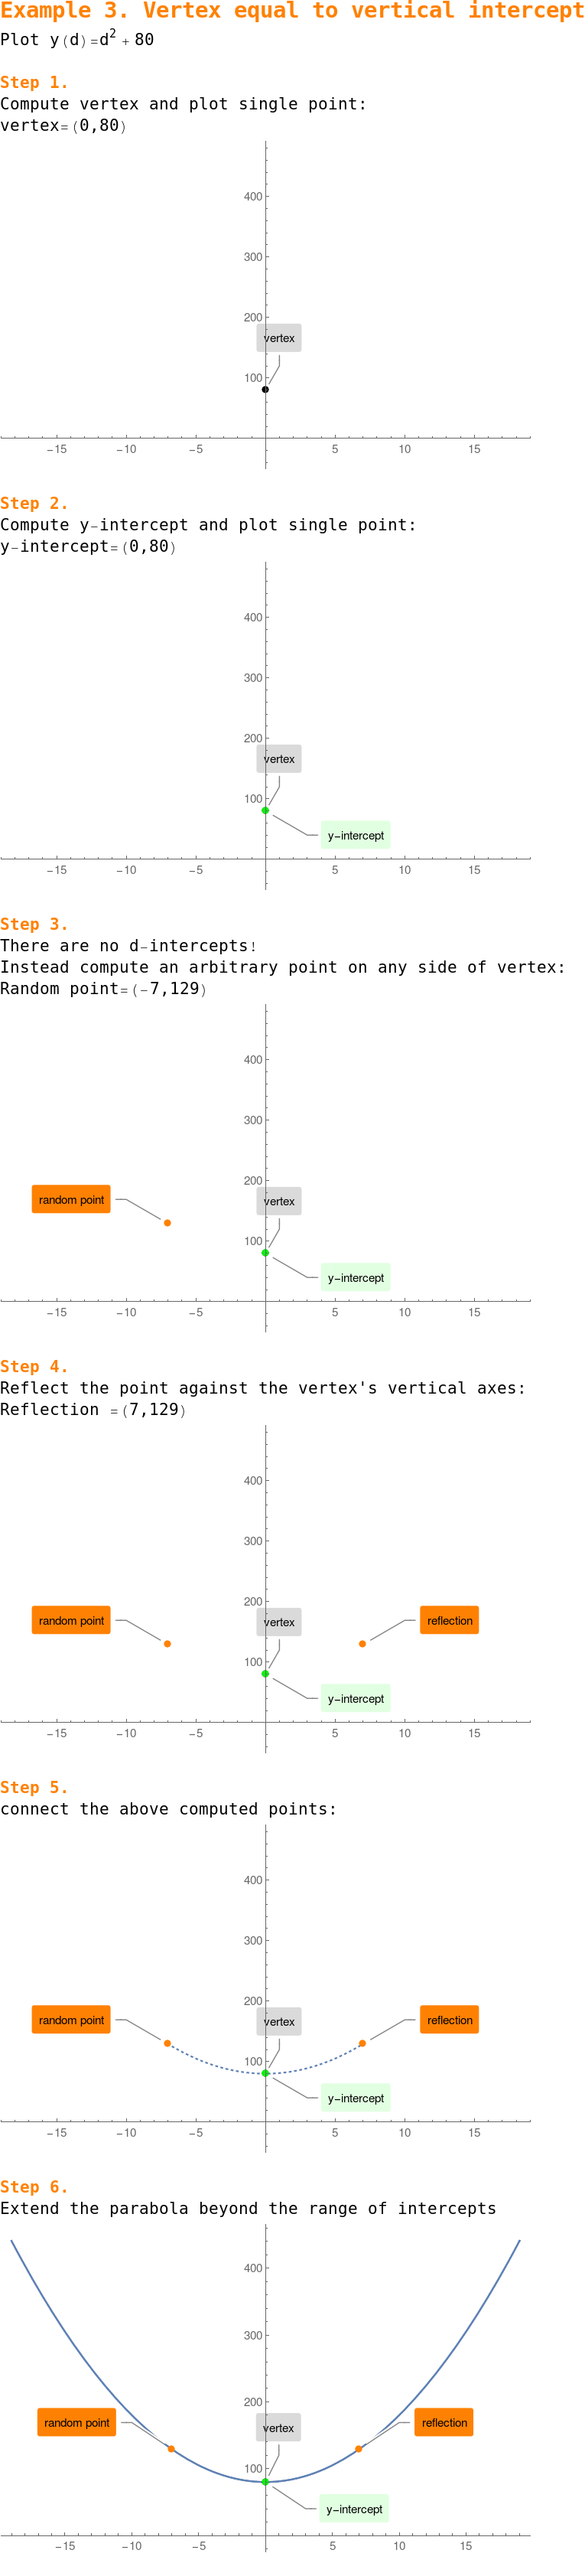 Example 3. Vertex equal to vertical intercept
Plot y(d)=d² + 80
Step 1.
Compute vertex and plot single point:
vertex=(0,80)
400
300
200
vertex
100
−15 −10 −5 5 10 15
Step 2.
Compute y-intercept and plot single point:
y-intercept=(0,80)
400
300
200
vertex
100
y−intercept
−15 −10 −5 5 10 15
Step 3.
There are no d-intercepts!
Instead compute an arbitrary point on any side of vertex:
Random point=(-7,129)
400
300
200
random point vertex
100
y−intercept
−15 −10 −5 5 10 15
Step 4.
Reflect the point against the vertex's vertical axes:
Reflection =(7,129)
400
300
200
random point vertex reflection
100
y−intercept
−15 −10 −5 5 10 15
Step 5.
connect the above computed points:
400
300
200
random point vertex reflection
100
y−intercept
−15 −10 −5 5 10 15
Step 6.
Extend the parabola beyond the range of intercepts
400
300
200
random point vertex reflection
100
y−intercept
−15 −10 −5 5 10 15